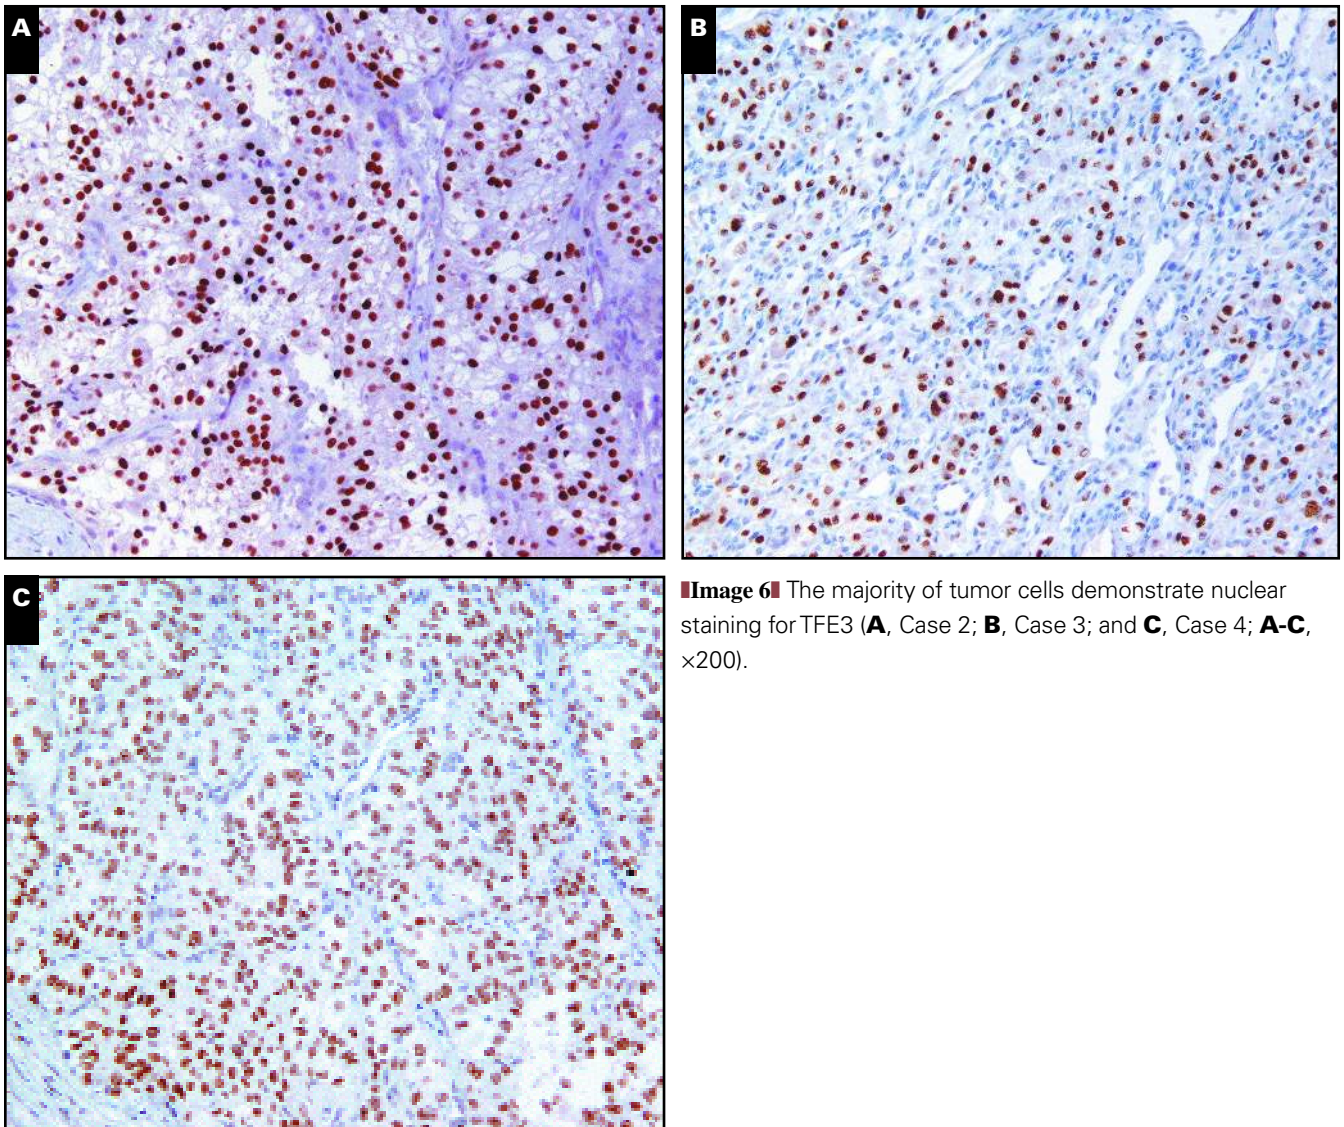 A
B
C
Image 6 The majority of tumor cells demonstrate nuclear
staining for TFE3 (A, Case 2; B, Case 3; and C, Case 4; A-C,
×200).